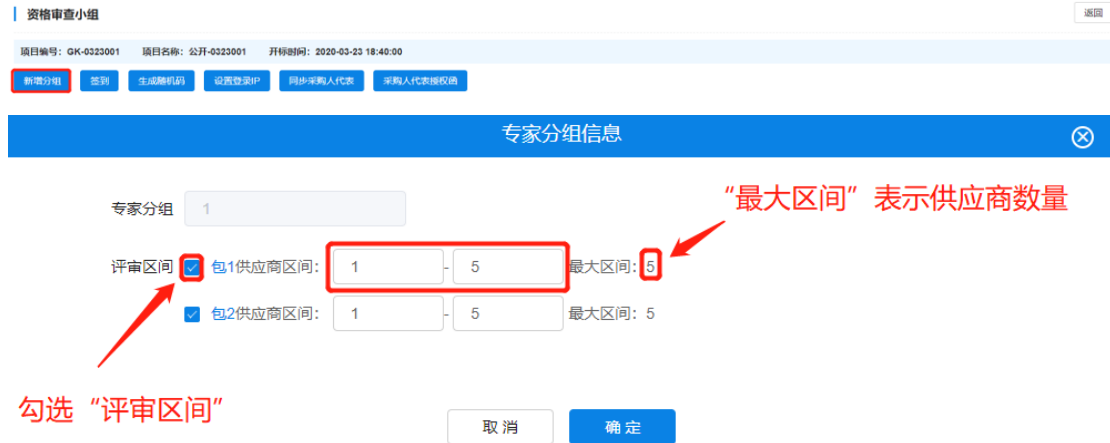 资格审查小组
返回
项目编号：GK-0323001 项目名称：公开-0323001 开标时间：2020-03-23 18:40:00
新增分组 签到 生成随机码 设置登录IP 同步采购人代表 采购人代表授权函
专家分组信息
“最大区间”表示供应商数量
专家分组 1
评审区间 包1供应商区间： 1 - 5 最大区间：5
包2供应商区间： 1 - 5 最大区间：5
勾选“评审区间”
取 消 确 定